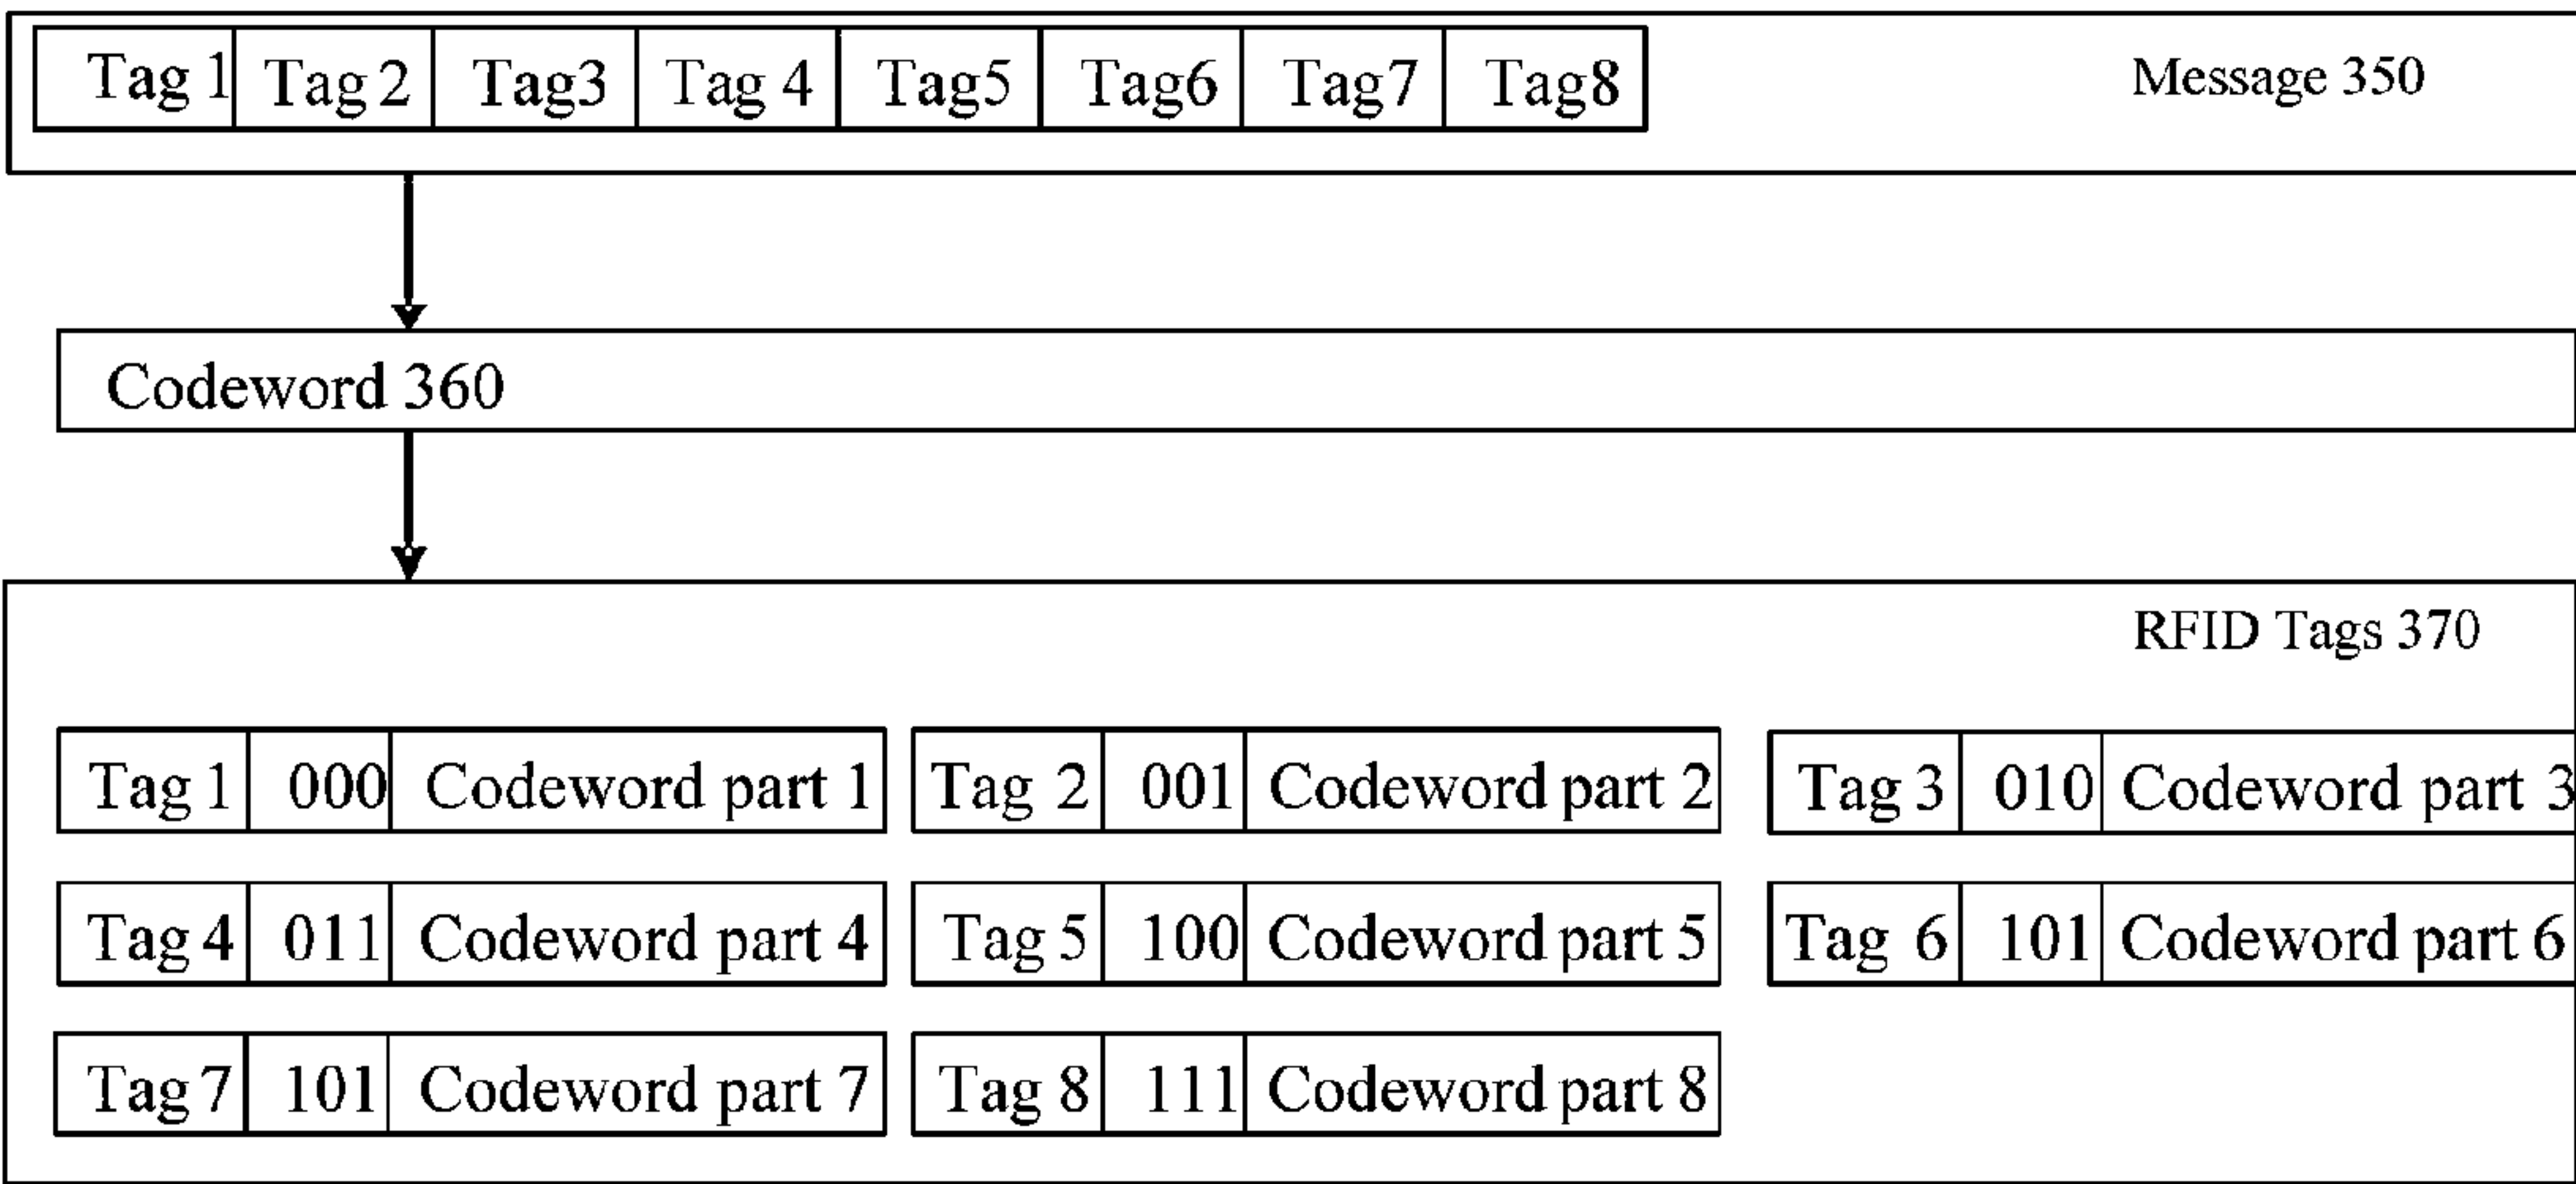 Tag 1 Tag 2 Tag3 Tag 4 Tag5 Tag6 Tag7 Tag8 Message 350
Codeword 360
RFID Tags 370
Tag 1 000 Codeword part 1 Tag 2 001 Codeword part 2 Tag 3 010 Codeword part 3
Tag 4 011 Codeword part 4 Tag 5 100 Codeword part 5 Tag 6 101 Codeword part 6
Tag 7 101 Codeword part 7 Tag 8 111 Codeword part 8